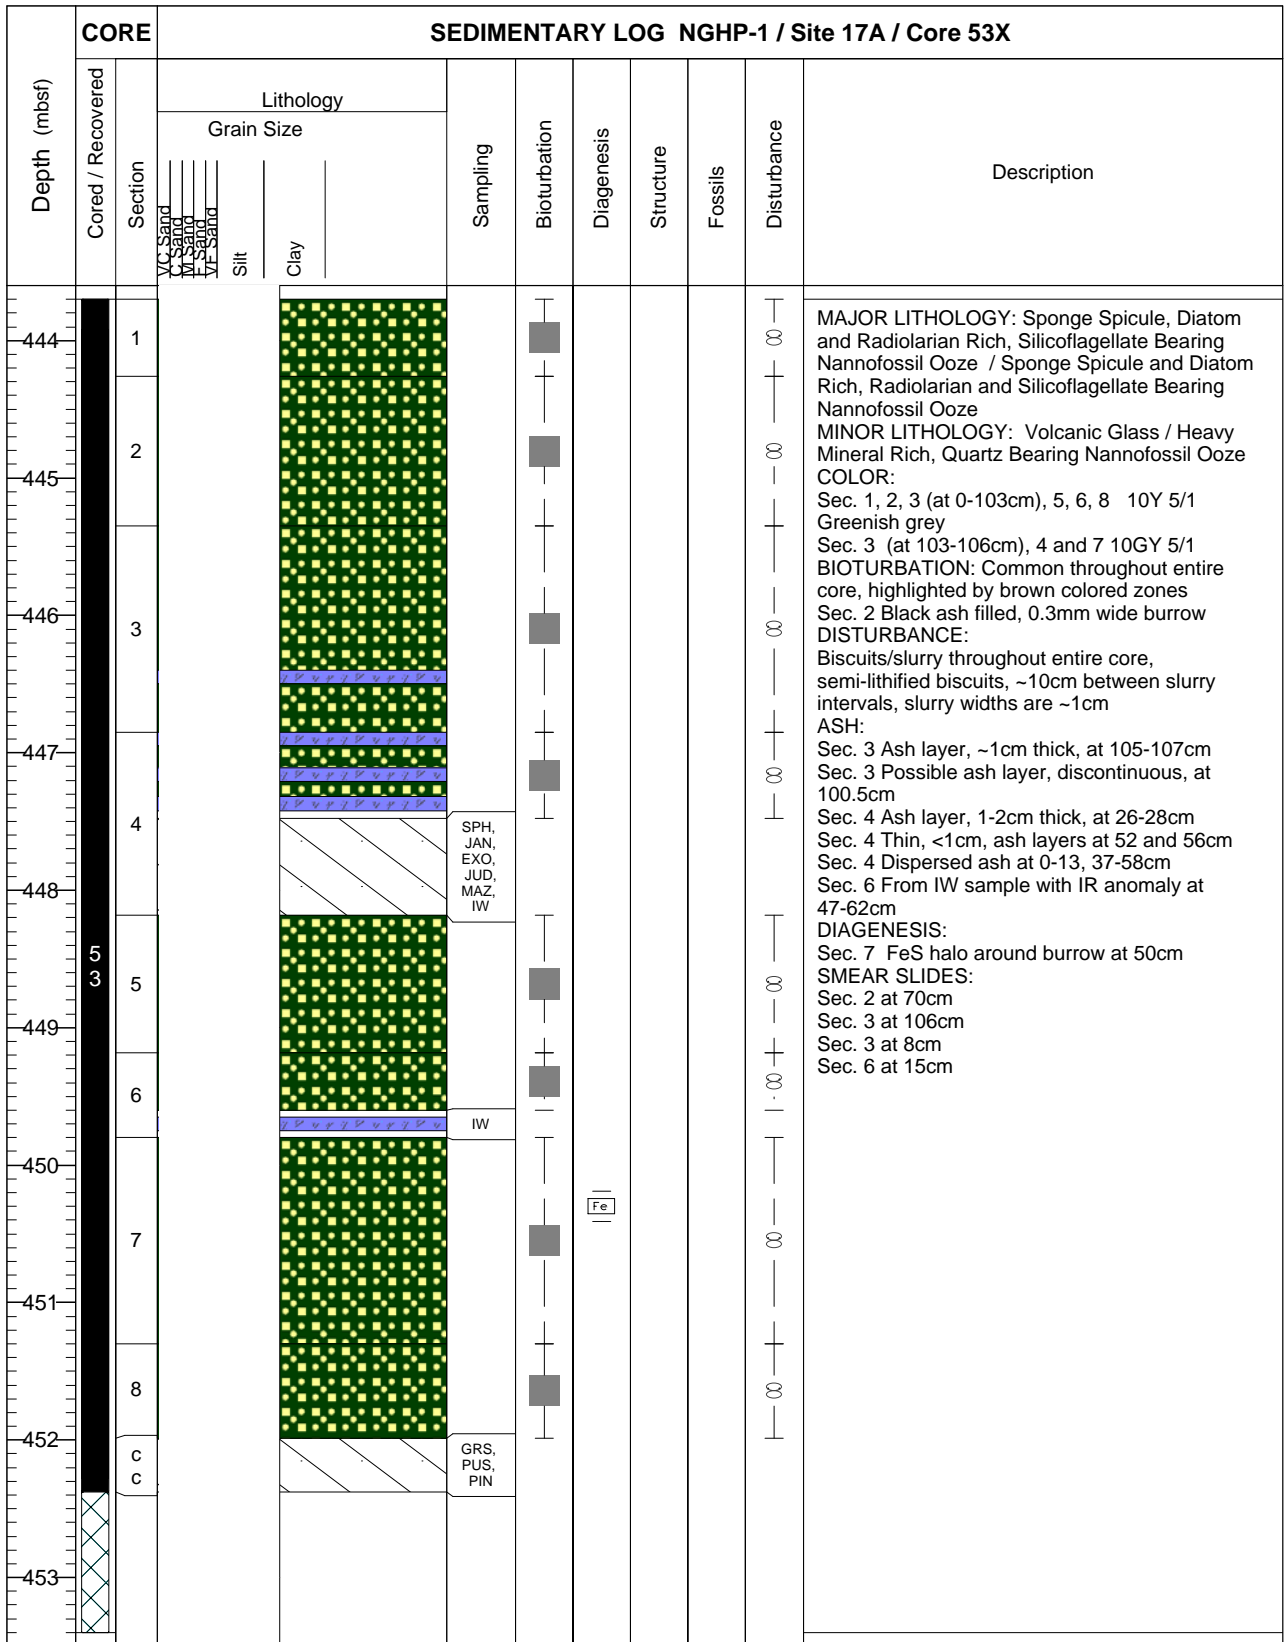 CORE
SEDIMENTARY LOG NGHP-1 / Site 17A / Core 53X
Depth (mbsf)
Cored / Recovered
Section
Lithology
Grain Size
VC Sand
C Sand
M Sand
F Sand
VF Sand
Silt
Clay
Sampling
Bioturbation
Diagenesis
Structure
Fossils
Disturbance
Description
444
445
446
447
448
449
450
451
452
453
5
3
1
2
3
4
5
6
7
8
c
c
SPH,
JAN,
EXO,
JUD,
MAZ,
IW
IW
GRS,
PUS,
PIN
Fe
MAJOR LITHOLOGY: Sponge Spicule, Diatom
and Radiolarian Rich, Silicoflagellate Bearing
Nannofossil Ooze / Sponge Spicule and Diatom
Rich, Radiolarian and Silicoflagellate Bearing
Nannofossil Ooze
MINOR LITHOLOGY: Volcanic Glass / Heavy
Mineral Rich, Quartz Bearing Nannofossil Ooze
COLOR:
Sec. 1, 2, 3 (at 0-103cm), 5, 6, 8 10Y 5/1
Greenish grey
Sec. 3 (at 103-106cm), 4 and 7 10GY 5/1
BIOTURBATION: Common throughout entire
core, highlighted by brown colored zones
Sec. 2 Black ash filled, 0.3mm wide burrow
DISTURBANCE:
Biscuits/slurry throughout entire core,
semi-lithified biscuits, ~10cm between slurry
intervals, slurry widths are ~1cm
ASH:
Sec. 3 Ash layer, ~1cm thick, at 105-107cm
Sec. 3 Possible ash layer, discontinuous, at
100.5cm
Sec. 4 Ash layer, 1-2cm thick, at 26-28cm
Sec. 4 Thin, <1cm, ash layers at 52 and 56cm
Sec. 4 Dispersed ash at 0-13, 37-58cm
Sec. 6 From IW sample with IR anomaly at
47-62cm
DIAGENESIS:
Sec. 7 FeS halo around burrow at 50cm
SMEAR SLIDES:
Sec. 2 at 70cm
Sec. 3 at 106cm
Sec. 3 at 8cm
Sec. 6 at 15cm